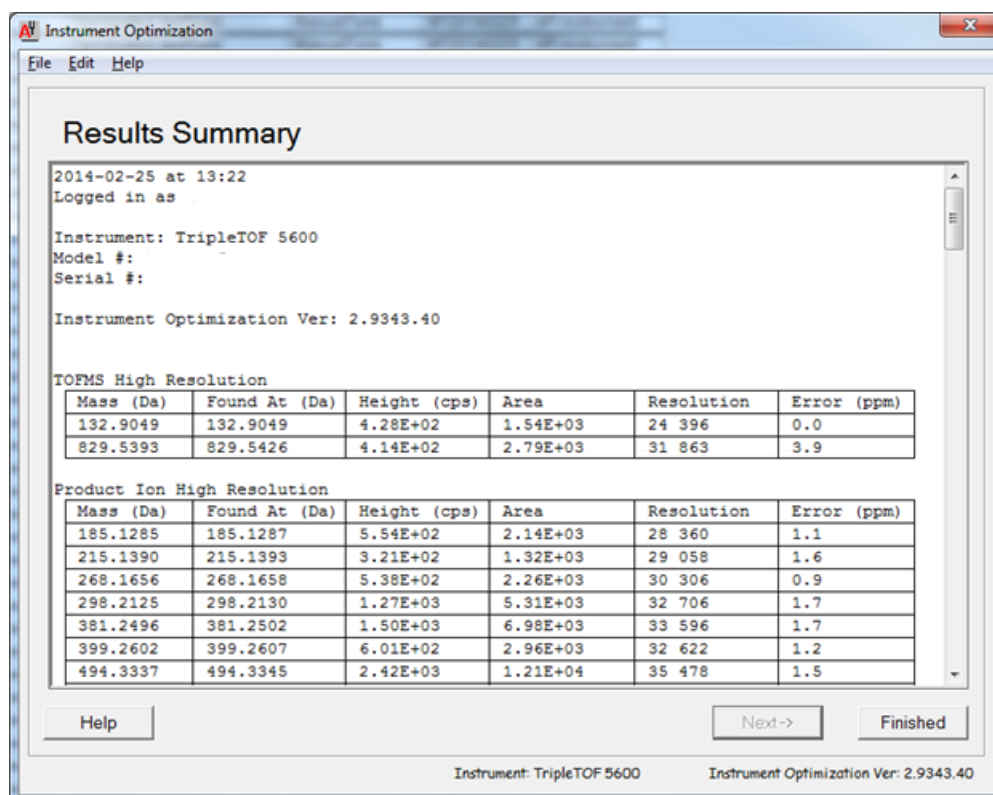 Instrument Optimization
File Edit Help
Results Summary
2014-02-25 at 13:22
Logged in as
Instrument: TripleTOF 5600
Model #:
Serial #:
Instrument Optimization Ver: 2.9343.40
TOFMS High Resolution
Mass (Da) Found At (Da) Height (cps) Area Resolution Error (ppm)
132.9049 132.9049 4.28E+02 1.54E+03 24 396 0.0
829.5393 829.5426 4.14E+02 2.79E+03 31 863 3.9
Product Ion High Resolution
Mass (Da) Found At (Da) Height (cps) Area Resolution Error (ppm)
185.1285 185.1287 5.54E+02 2.14E+03 28 360 1.1
215.1390 215.1393 3.21E+02 1.32E+03 29 058 1.6
268.1656 268.1658 5.38E+02 2.26E+03 30 306 0.9
298.2125 298.2130 1.27E+03 5.31E+03 32 706 1.7
381.2496 381.2502 1.50E+03 6.98E+03 33 596 1.7
399.2602 399.2607 6.01E+02 2.96E+03 32 622 1.2
494.3337 494.3345 2.42E+03 1.21E+04 35 478 1.5
Help Next-> Finished
Instrument: TripleTOF 5600 Instrument Optimization Ver: 2.9343.40